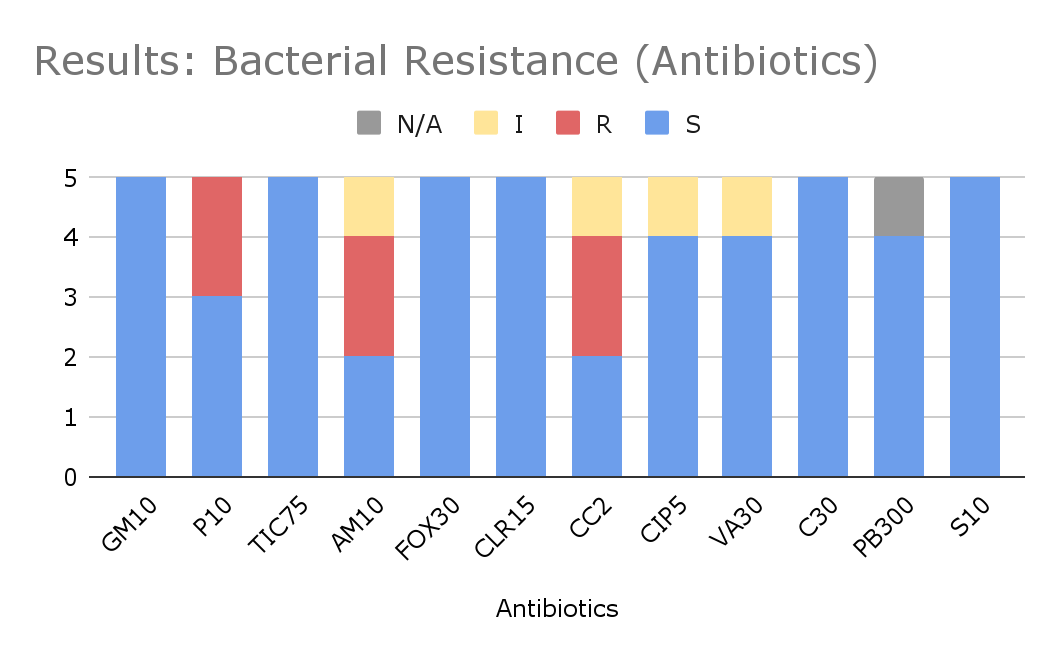 Results: Bacterial Resistance (Antibiotics)
N/A I R S
5
4
3
2
1
0
GM10 P10 TIC75 AM10 FOX30 CLR15 CC2 CIP5 VA30 C30 PB300 S10
Antibiotics